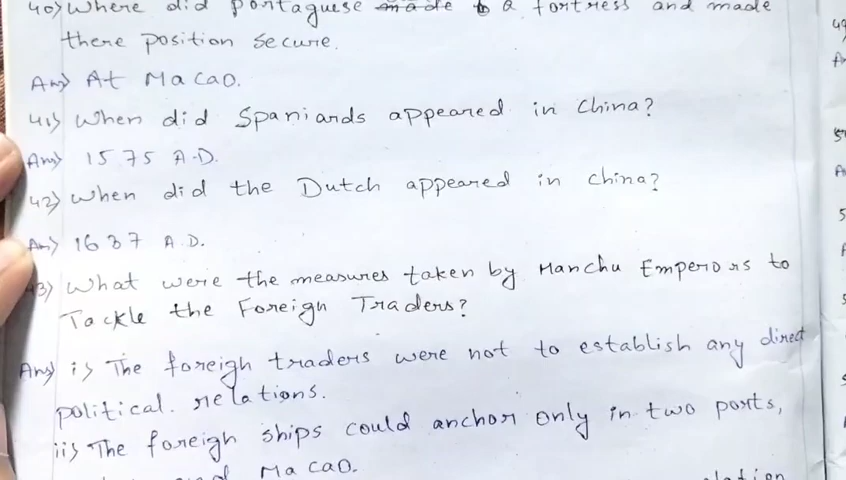 40) Where did Portaguese made to a fortress and made
there position secure.
Ans) At Macao.
41) When did Spaniards appeared in China?
Ans) 1575 A.D.
42) When did the Dutch appeared in China?
Ans) 1637 A.D.
43) What were the measures taken by Manchu Emperors to
Tackle the Foreign Traders?
Ans) i) The foreigh traders were not to establish any direct
political. relations.
ii) The foreigh ships could anchor only in two ports,
Macao.